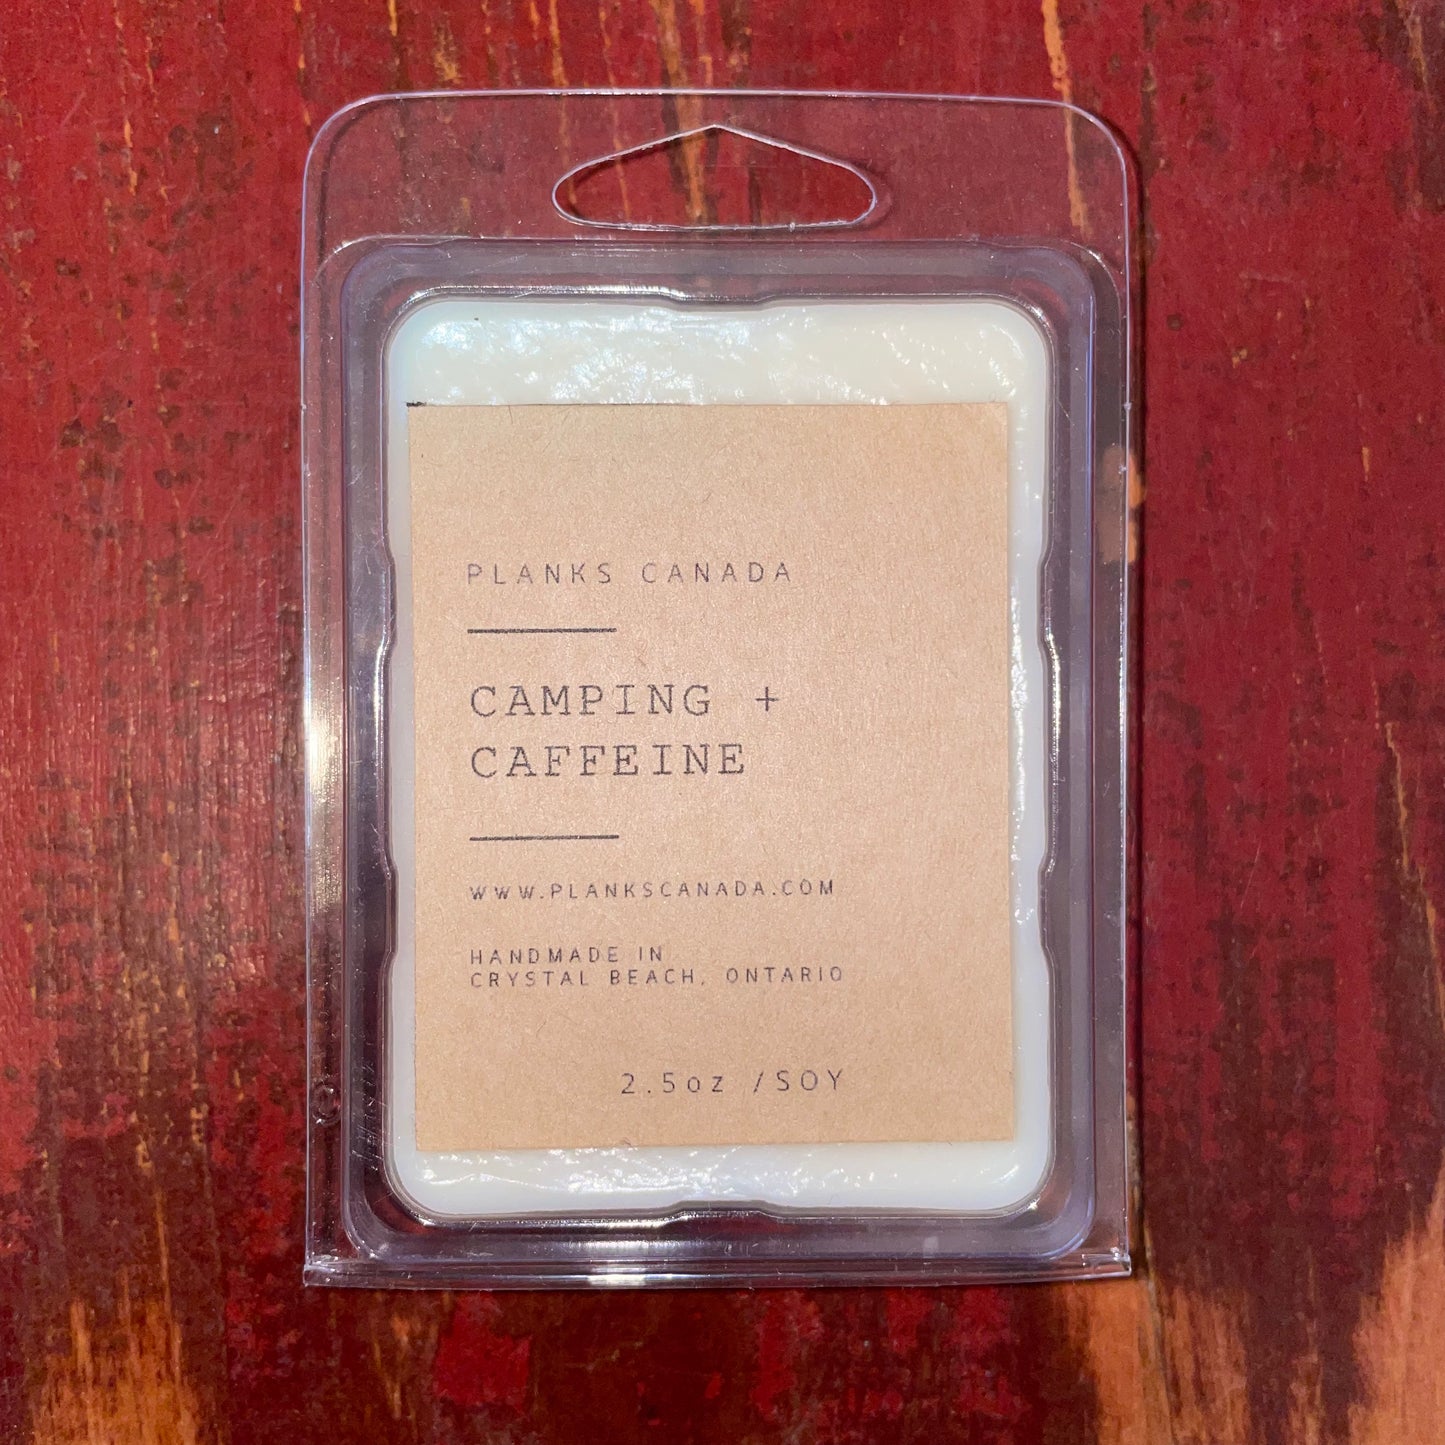 PLANKS CANADA
CAMPING +
CAFFEINE
WWW.PLANKSCANADA.COM
HANDMADE IN
CRYSTAL BEACH, ONTARIO
2.5oz /SOY